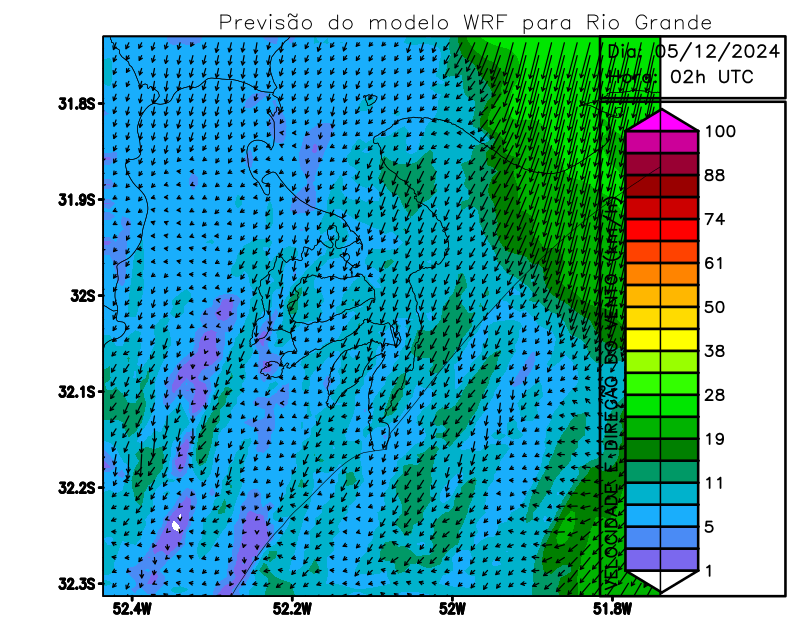 Previsão do modelo WRF para Rio Grande
Dia: 05/12/2024
Hora: 02h UTC
VELOCIDADE E DIREÇÃO DO VENTO (km/h)
100
88
74
61
50
38
28
19
11
5
1
31.8S
31.9S
32S
32.1S
32.2S
32.3S
52.4W
52.2W
52W
51.8W